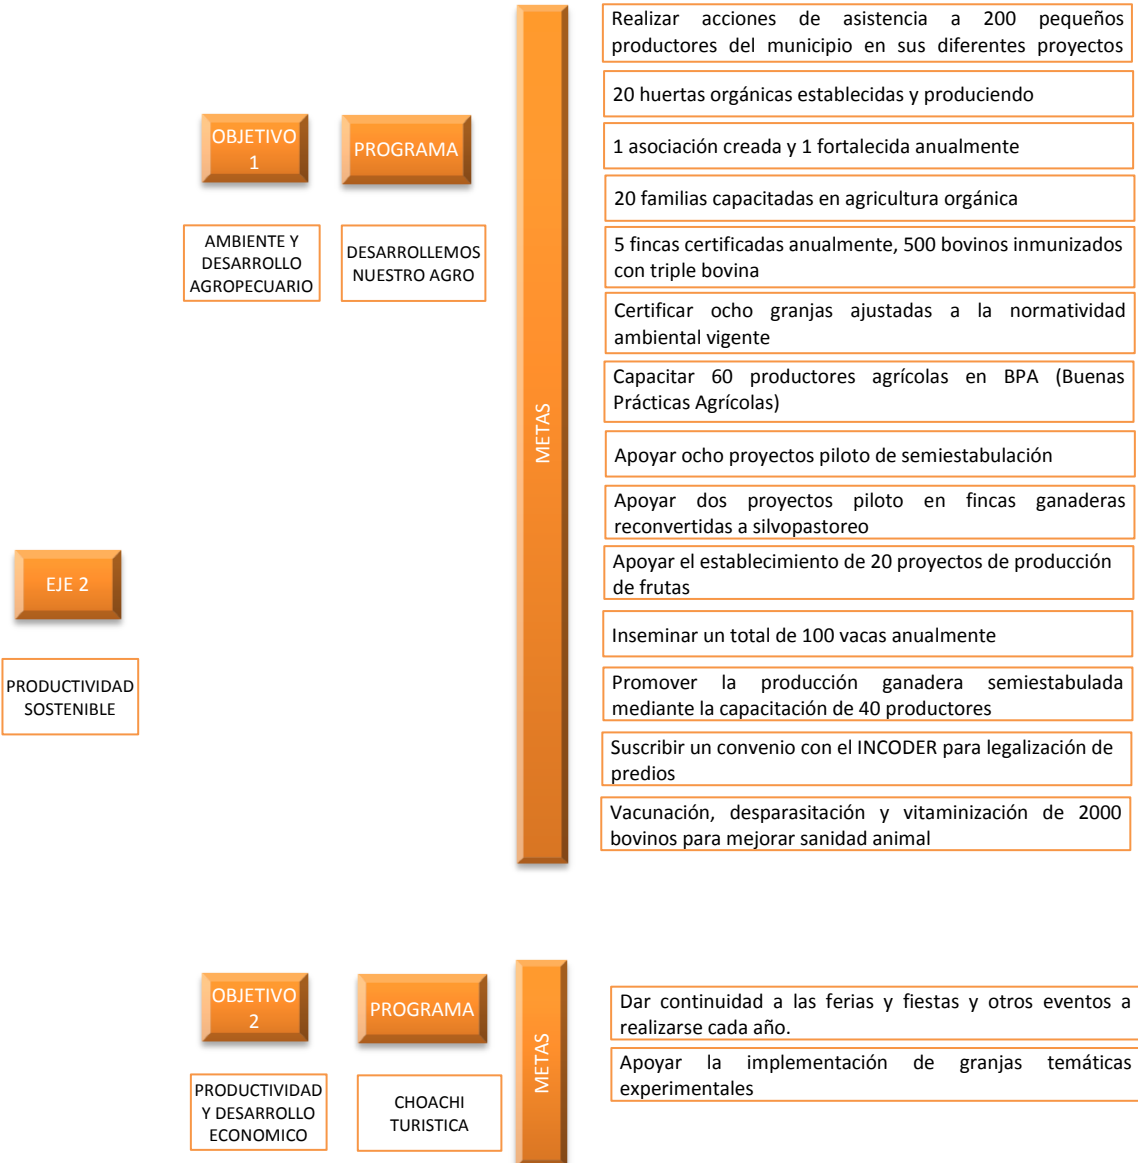 EJE 2
PRODUCTIVIDAD
SOSTENIBLE
OBJETIVO
1
AMBIENTE Y
DESARROLLO
AGROPECUARIO
PROGRAMA
DESARROLLEMOS
NUESTRO AGRO
METAS
Realizar acciones de asistencia a 200 pequeños
productores del municipio en sus diferentes proyectos
20 huertas orgánicas establecidas y produciendo
1 asociación creada y 1 fortalecida anualmente
20 familias capacitadas en agricultura orgánica
5 fincas certificadas anualmente, 500 bovinos inmunizados
con triple bovina
Certificar ocho granjas ajustadas a la normatividad
ambiental vigente
Capacitar 60 productores agrícolas en BPA (Buenas
Prácticas Agrícolas)
Apoyar ocho proyectos piloto de semiestabulación
Apoyar dos proyectos piloto en fincas ganaderas
reconvertidas a silvopastoreo
Apoyar el establecimiento de 20 proyectos de producción
de frutas
Inseminar un total de 100 vacas anualmente
Promover la producción ganadera semiestabulada
mediante la capacitación de 40 productores
Suscribir un convenio con el INCODER para legalización de
predios
Vacunación, desparasitación y vitaminización de 2000
bovinos para mejorar sanidad animal
OBJETIVO
2
PRODUCTIVIDAD
Y DESARROLLO
ECONOMICO
PROGRAMA
CHOACHI
TURISTICA
METAS
Dar continuidad a las ferias y fiestas y otros eventos a
realizarse cada año.
Apoyar la implementación de granjas temáticas
experimentales